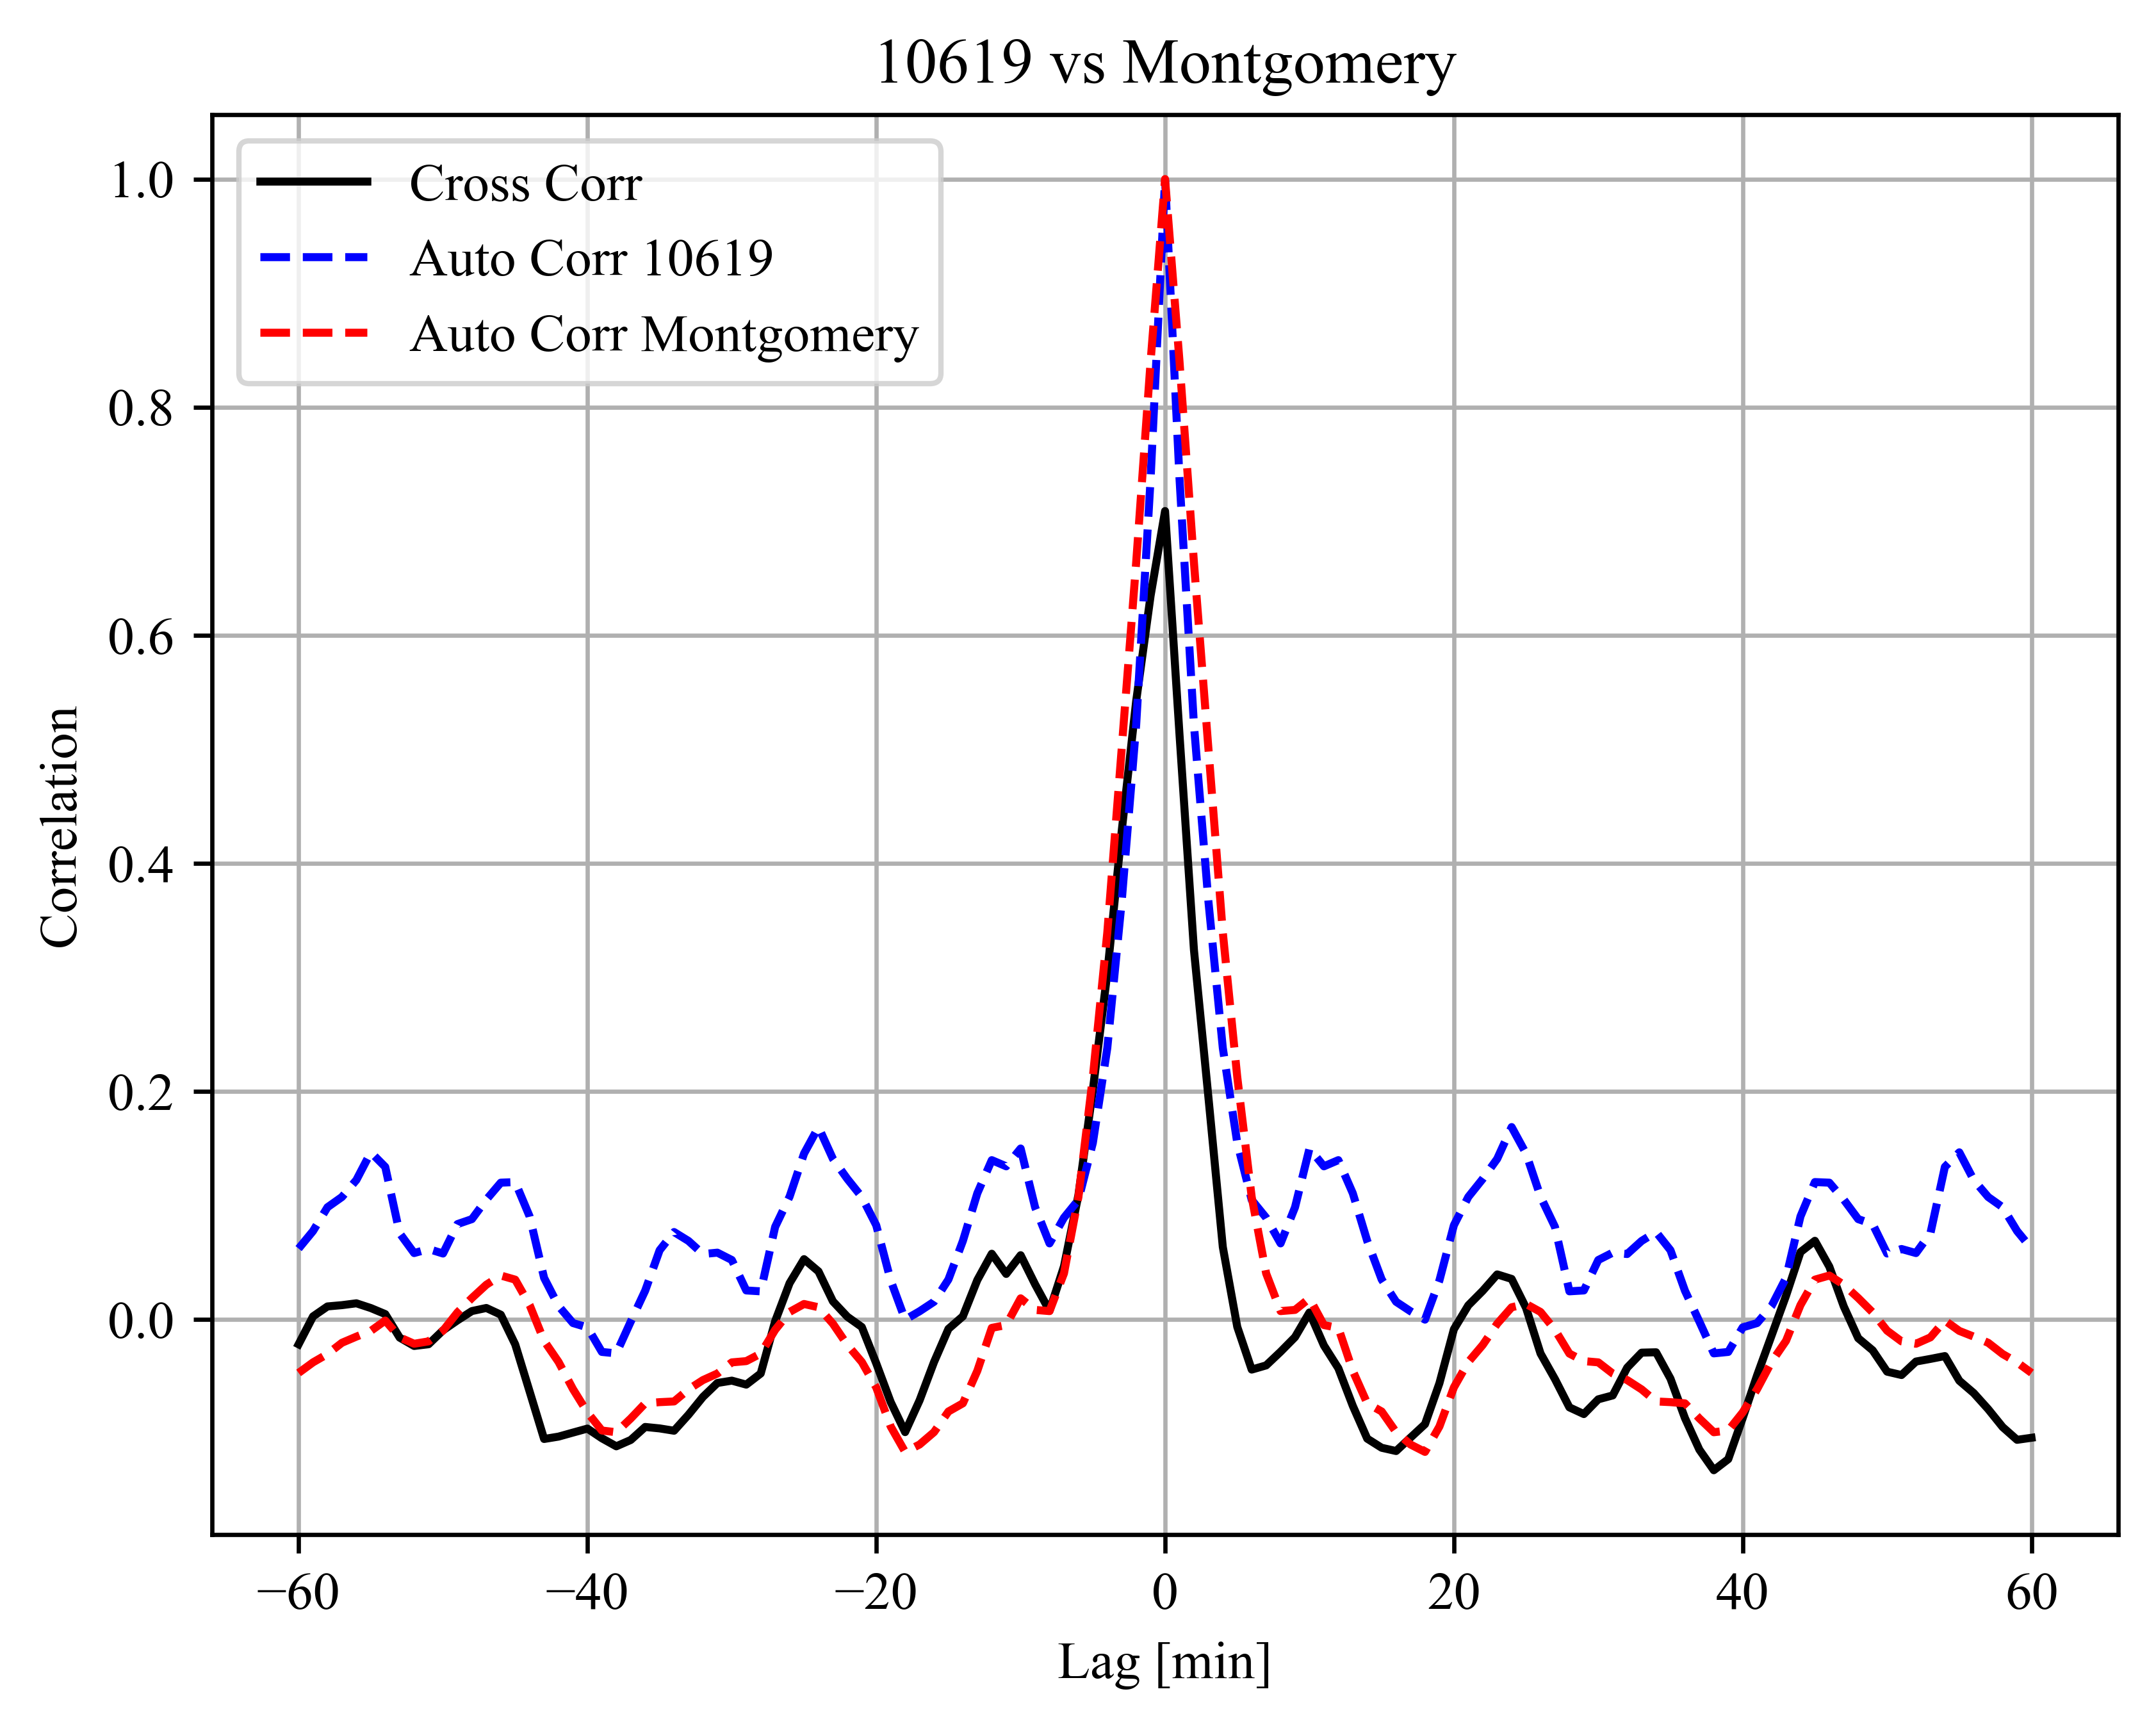 10619 vs Montgomery
Cross Corr
Auto Corr 10619
Auto Corr Montgomery
1.0
0.8
0.6
0.4
0.2
0.0
Correlation
−60 −40 −20 0 20 40 60
Lag [min]